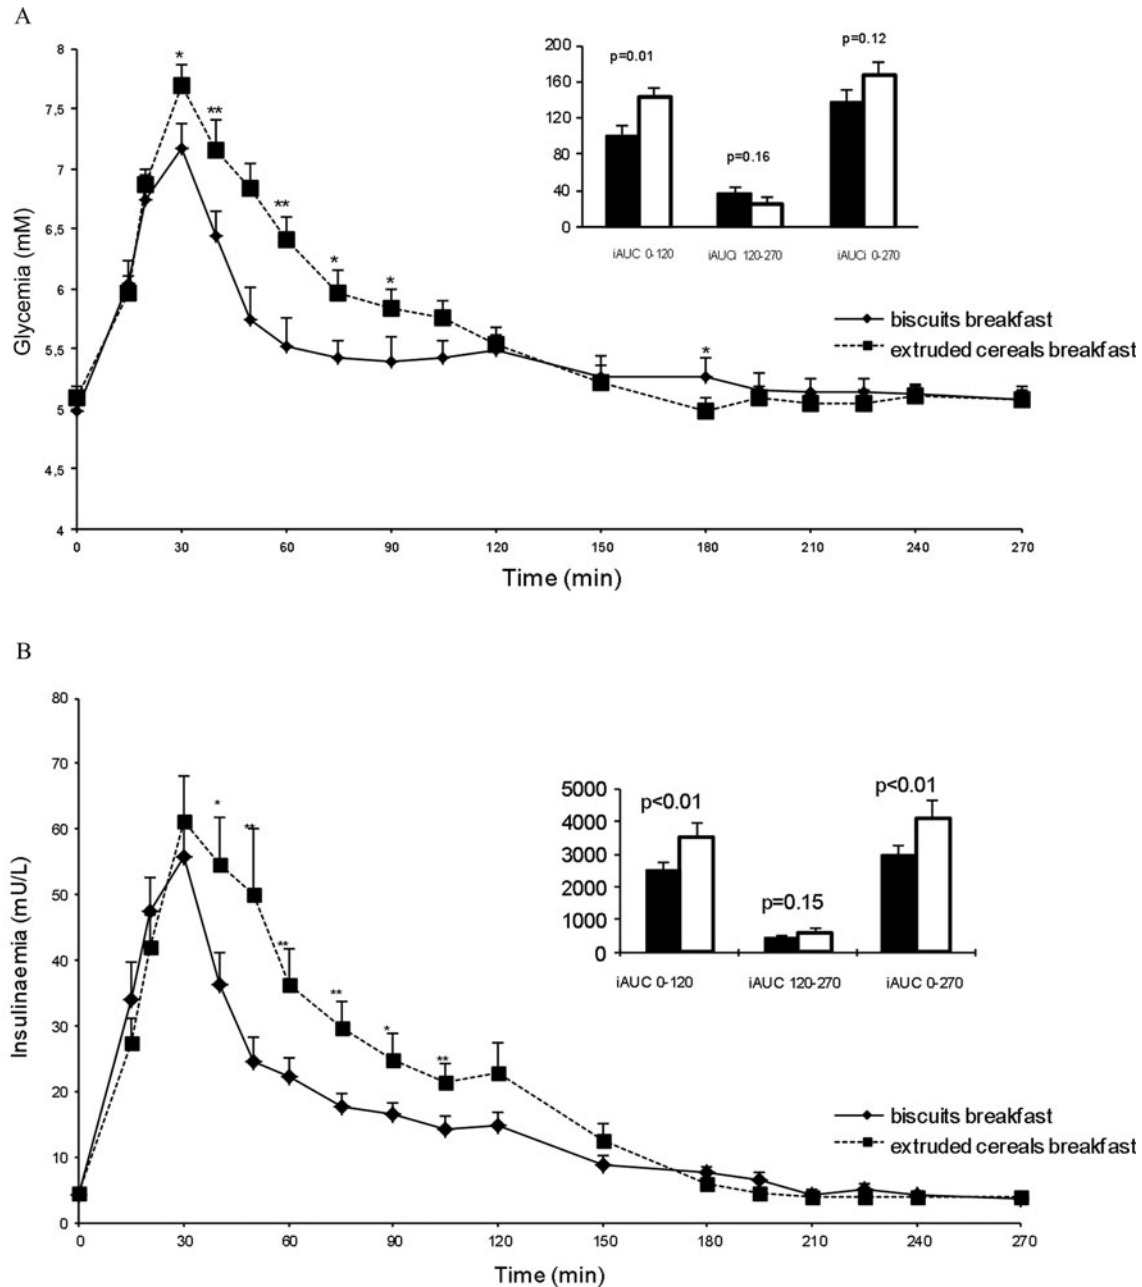 A
Glycemia (mM)
8
7,5
7
6,5
6
5,5
5
4,5
4
*
**
**
*
*
*
0 30 60 90 120 150 180 210 240 270
Time (min)
200
160
120
80
40
0
p=0.01
p=0.16
p=0.12
iAUC 0-120 iAUCi 120-270 iAUCi 0-270
biscuits breakfast
extruded cereals breakfast
B
Insulinaemia (mU/L)
80
70
60
50
40
30
20
10
0
*
**
**
**
*
**
0 30 60 90 120 150 180 210 240 270
Time (min)
5000
4000
3000
2000
1000
0
p<0.01
p=0.15
p<0.01
iAUC 0-120 iAUC 120-270 iAUC 0-270
biscuits breakfast
extruded cereals breakfast